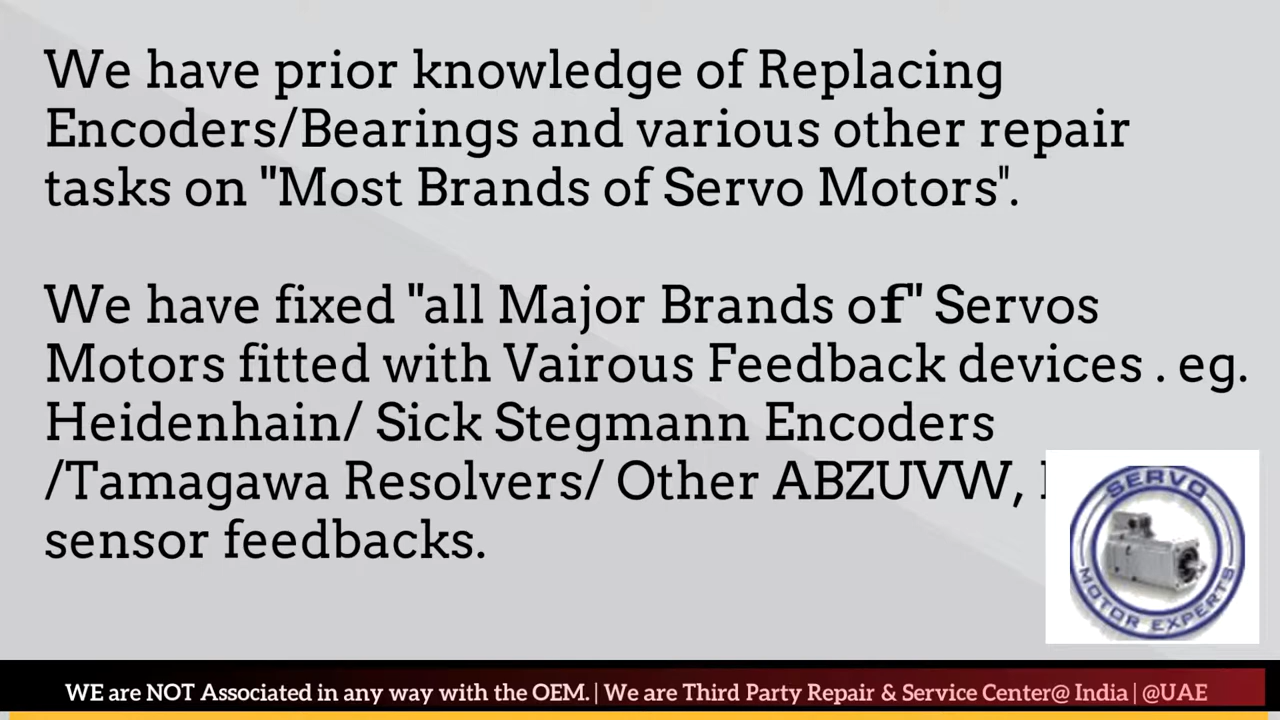 We have prior knowledge of Replacing
Encoders/Bearings and various other repair
tasks on "Most Brands of Servo Motors".
We have fixed "all Major Brands of" Servos
Motors fitted with Vairous Feedback devices . eg.
Heidenhain/ Sick Stegmann Encoders
/Tamagawa Resolvers/ Other ABZUVW,
sensor feedbacks.
SERVO
MOTOR EXPERTS
WE are NOT Associated in any way with the OEM. | We are Third Party Repair & Service Center@ India | @UAE